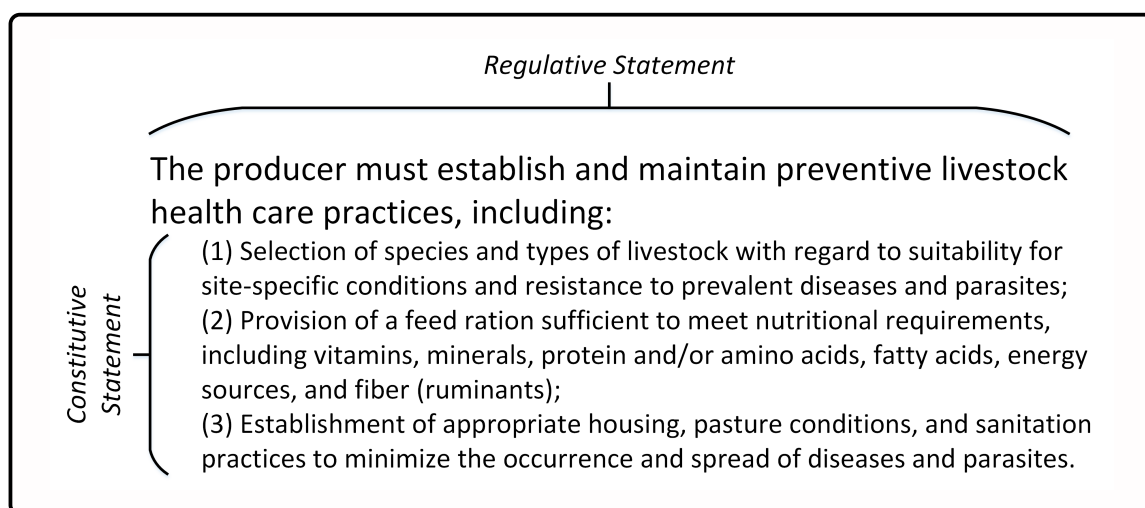 Regulative Statement
The producer must establish and maintain preventive livestock
health care practices, including:
Constitutive
Statement
(1) Selection of species and types of livestock with regard to suitability for
site-specific conditions and resistance to prevalent diseases and parasites;
(2) Provision of a feed ration sufficient to meet nutritional requirements,
including vitamins, minerals, protein and/or amino acids, fatty acids, energy
sources, and fiber (ruminants);
(3) Establishment of appropriate housing, pasture conditions, and sanitation
practices to minimize the occurrence and spread of diseases and parasites.